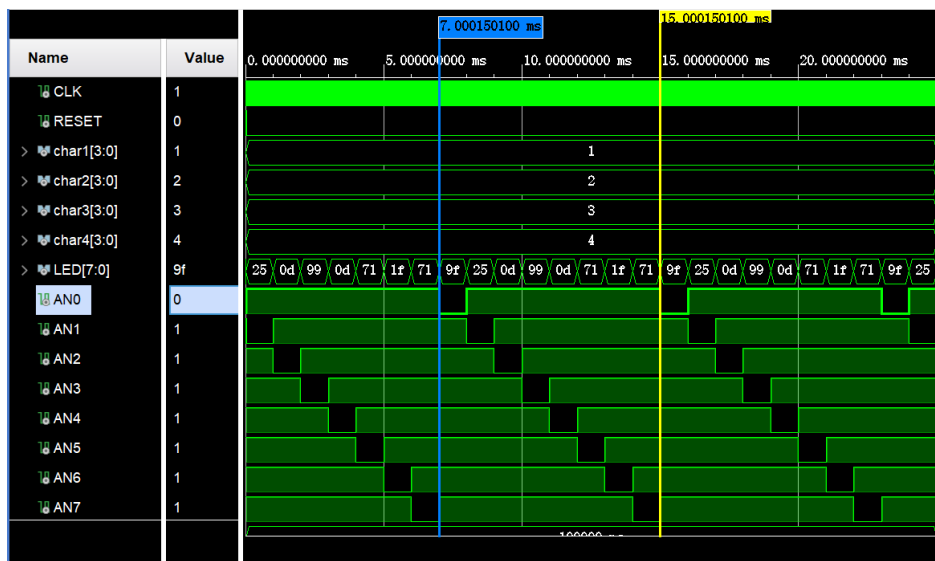 7.000150100 ms
15.000150100 ms
Name Value
0.000000000 ms 5.000000000 ms 10.000000000 ms 15.000000000 ms 20.000000000 ms
CLK 1
RESET 0
> char1[3:0] 1 1
> char2[3:0] 2 2
> char3[3:0] 3 3
> char4[3:0] 4 4
> LED[7:0] 9f 25 0d 99 0d 71 1f 71 9f 25 0d 99 0d 71 1f 71 9f 25 0d 99 0d 71 1f 71 9f 25
AN0 0
AN1 1
AN2 1
AN3 1
AN4 1
AN5 1
AN6 1
AN7 1